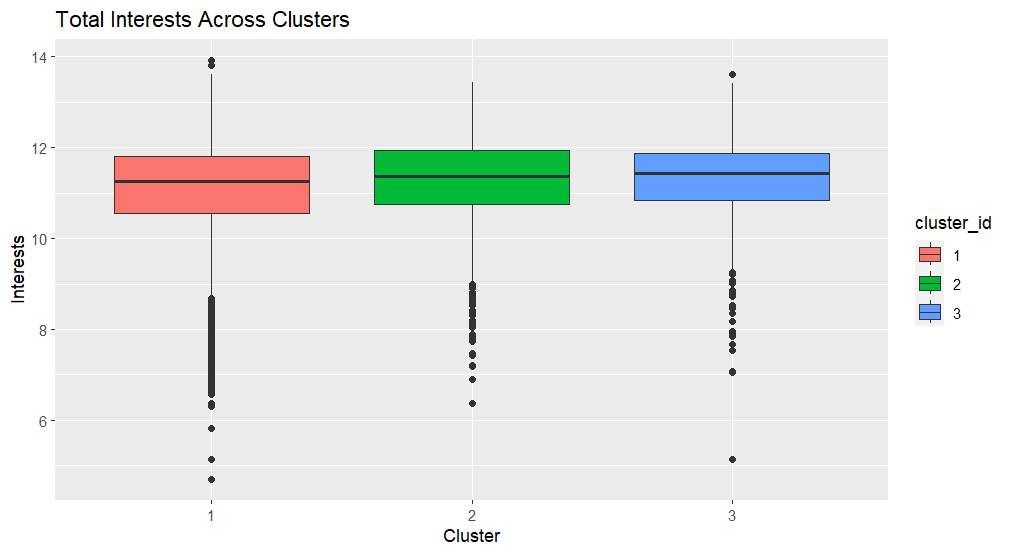 Total Interests Across Clusters
14
12
10
8
6
Interests
1
2
3
Cluster
cluster_id
1
2
3